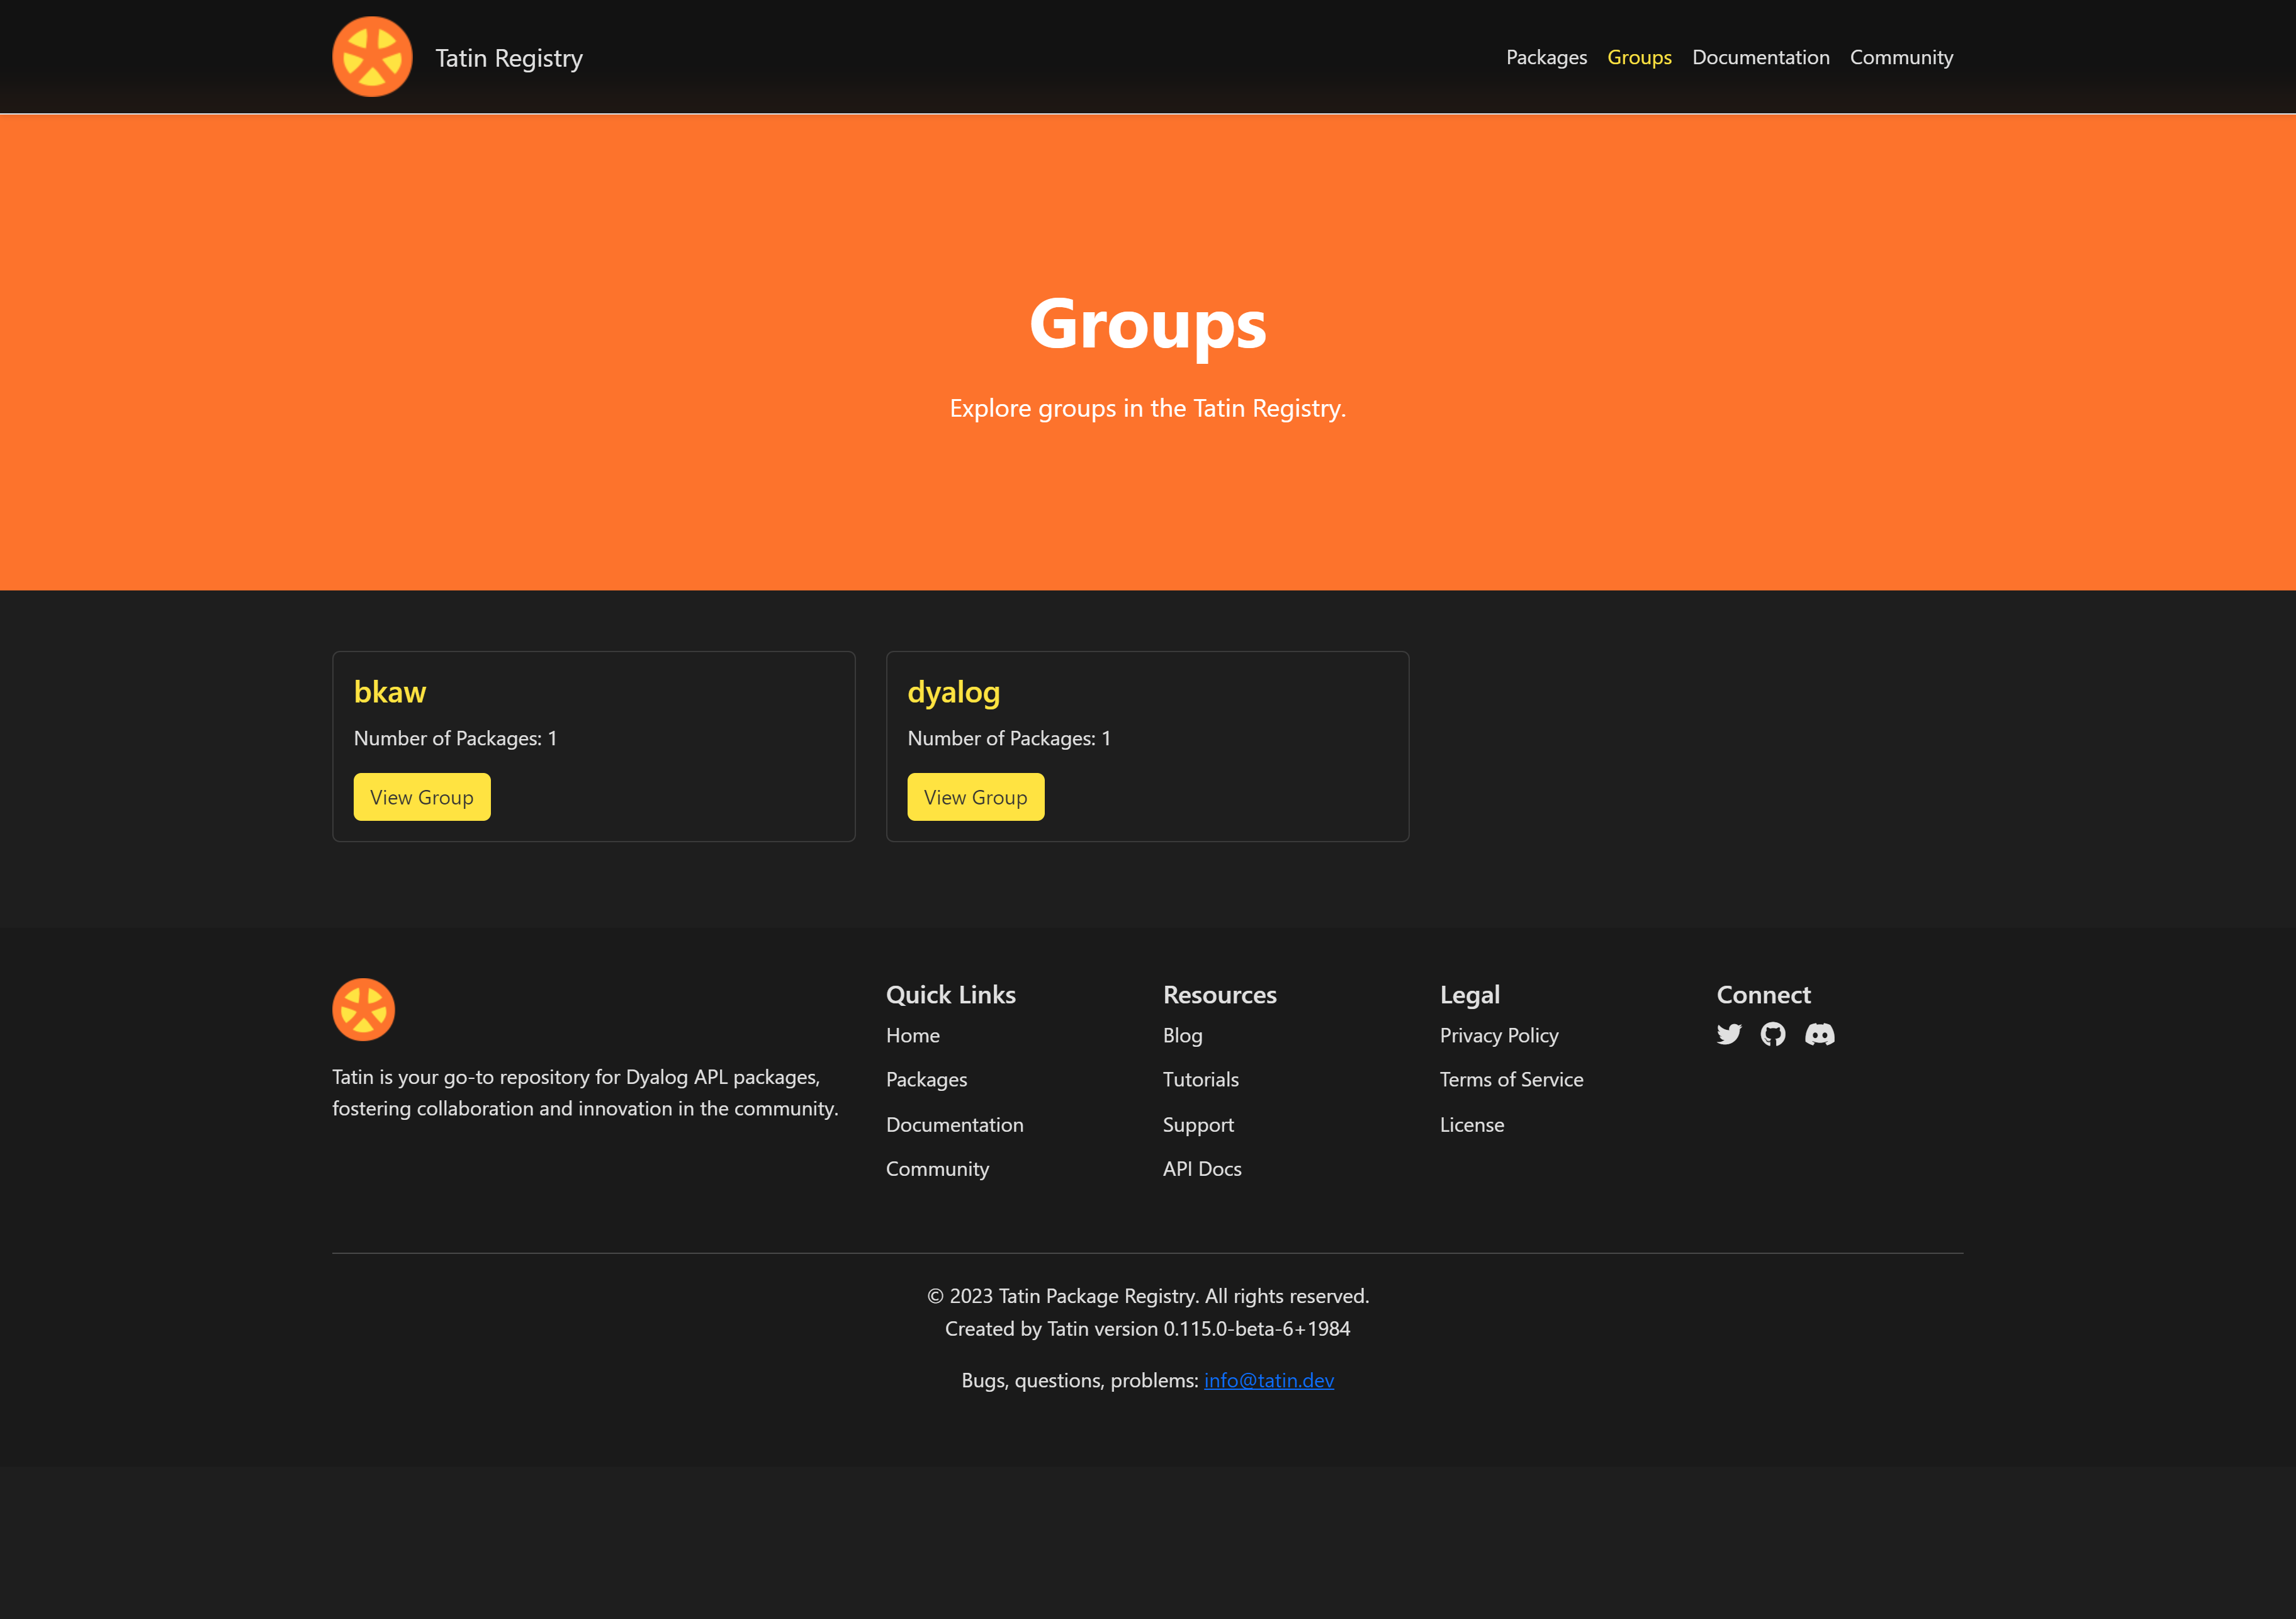 Tatin Registry
Packages Groups Documentation Community
Groups
Explore groups in the Tatin Registry.
bkaw
Number of Packages: 1
View Group
dyalog
Number of Packages: 1
View Group
Tatin is your go-to repository for Dyalog APL packages,
fostering collaboration and innovation in the community.
Quick Links
Home
Packages
Documentation
Community
Resources
Blog
Tutorials
Support
API Docs
Legal
Privacy Policy
Terms of Service
License
Connect
© 2023 Tatin Package Registry. All rights reserved.
Created by Tatin version 0.115.0-beta-6+1984
Bugs, questions, problems: info@tatin.dev